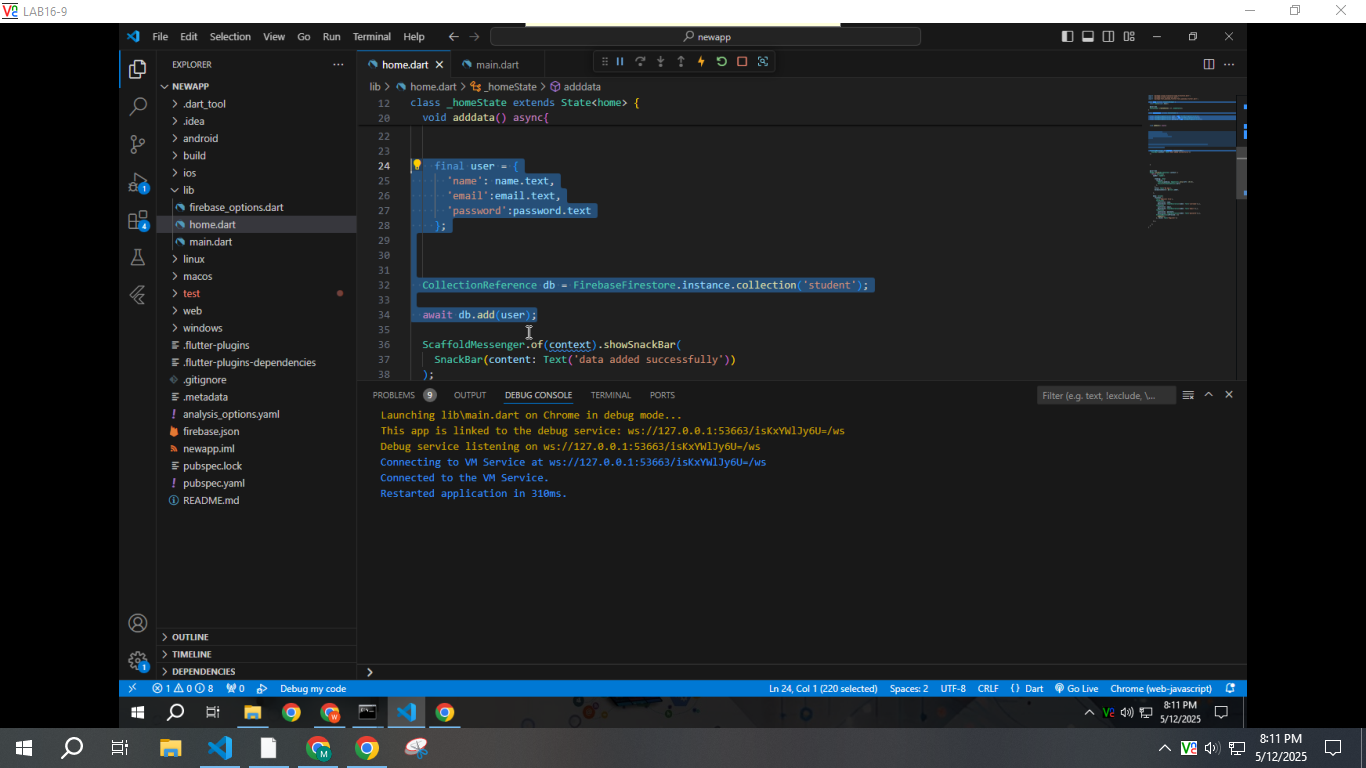 LAB16-9
File Edit Selection View Go Run Terminal Help
newapp
EXPLORER
NEWAPP
.dart_tool
.idea
android
build
ios
lib
firebase_options.dart
home.dart
main.dart
linux
macos
test
web
windows
.flutter-plugins
.flutter-plugins-dependencies
.gitignore
.metadata
analysis_options.yaml
firebase.json
newapp.iml
pubspec.lock
pubspec.yaml
README.md
OUTLINE
TIMELINE
DEPENDENCIES
1
4
1
home.dart main.dart
lib > home.dart > _homeState > adddata
12 class _homeState extends State<home> {
20 void adddata() async{
22
23
24 final user = {
25 'name': name.text,
26 'email':email.text,
27 'password':password.text
28 };
29
30
31
32 CollectionReference db = FirebaseFirestore.instance.collection('student');
33
34 await db.add(user);
35
36 ScaffoldMessenger.of(context).showSnackBar(
37 SnackBar(content: Text('data added successfully'))
38 );
PROBLEMS 9 OUTPUT DEBUG CONSOLE TERMINAL PORTS
Filter (e.g. text, !exclude, \...
Launching lib\main.dart on Chrome in debug mode...
This app is linked to the debug service: ws://127.0.0.1:53663/isKxYWlJy6U=/ws
Debug service listening on ws://127.0.0.1:53663/isKxYWlJy6U=/ws
Connecting to VM Service at ws://127.0.0.1:53663/isKxYWlJy6U=/ws
Connected to the VM Service.
Restarted application in 310ms.
1 0 8 0 Debug my code Ln 24, Col 1 (220 selected) Spaces: 2 UTF-8 CRLF {} Dart Go Live Chrome (web-javascript)
8:11 PM
5/12/2025
8:11 PM
5/12/2025